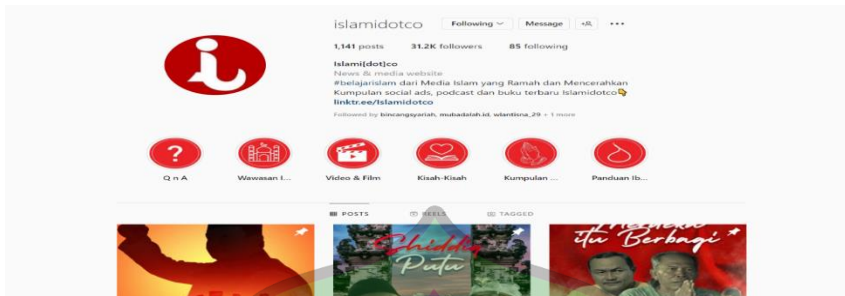 islamidotco Following Message
1,141 posts 31.2K followers 85 following
Islami[dot]co
News & media website
#belajarislam dari Media Islam yang Ramah dan Mencerahkan
Kumpulan social ads, podcast dan buku terbaru Islamidotco
linktr.ee/Islamidotco
Followed by bincangsyariah, mubadalah.id, wlantisna_29 + 1 more
?
Q n A Wawasan I... Video & Film Kisah-Kisah Kumpulan ... Panduan Ib...
POSTS REELS TAGGED
Merdeka
itu Berbagi
Shiddiq
Putu